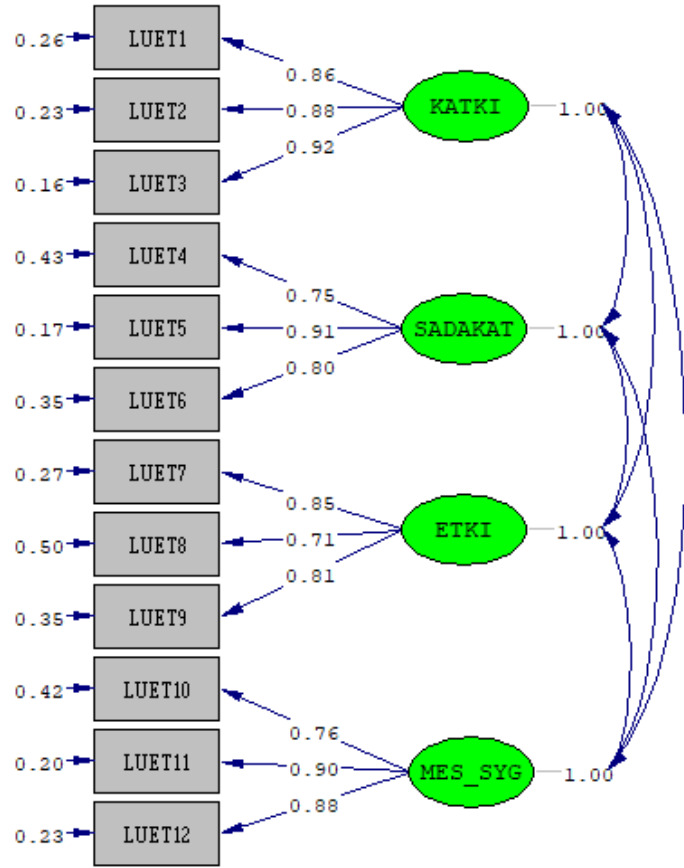 0.26 LUET1
0.86
0.23 LUET2 0.88 KATKI 1.00
0.92
0.16 LUET3
0.43 LUET4
0.75
0.17 LUET5 0.91 SADAKAT 1.00
0.80
0.35 LUET6
0.27 LUET7
0.85
0.50 LUET8 0.71 ETKI 1.00
0.81
0.35 LUET9
0.42 LUET10
0.76
0.20 LUET11 0.90 MES_SYG 1.00
0.88
0.23 LUET12